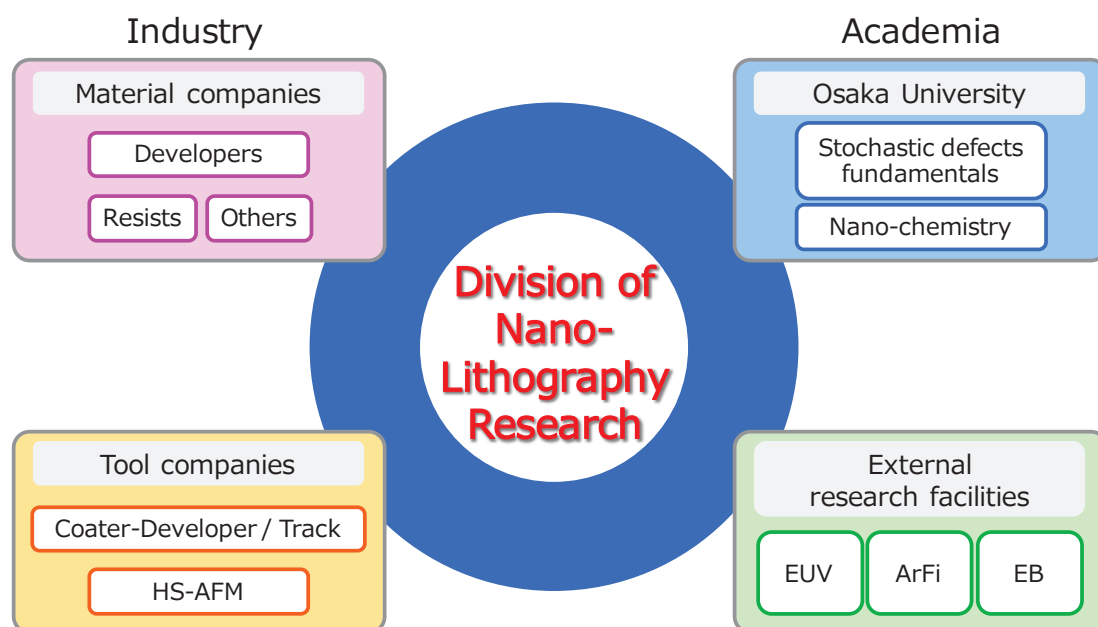 Industry
Material companies
Developers
Resists
Others
Academia
Osaka University
Stochastic defects
fundamentals
Nano-chemistry
Division of
Nano-
Lithography
Research
Tool companies
Coater-Developer / Track
HS-AFM
External
research facilities
EUV
ArFi
EB